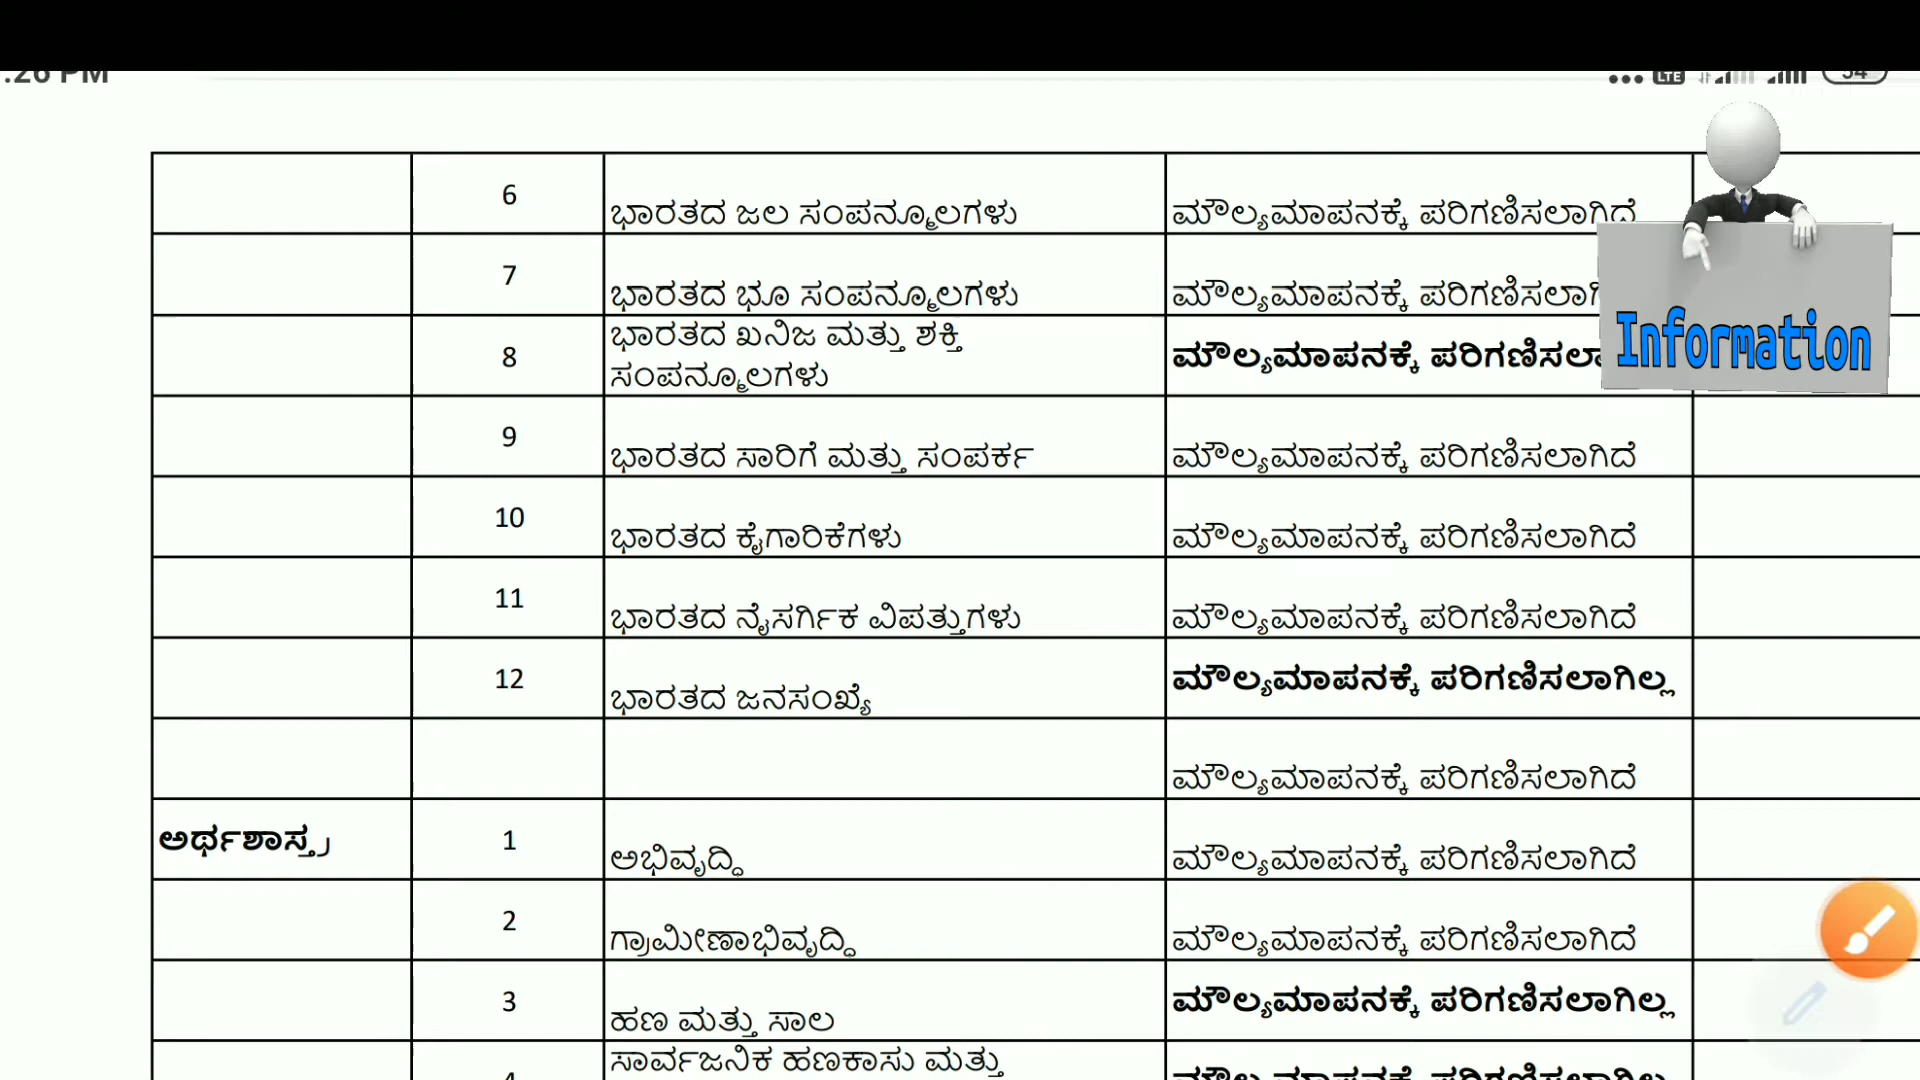 6
ಭಾರತದ ಜಲ ಸಂಪನ್ಮೂಲಗಳು
ಮೌಲ್ಯಮಾಪನಕ್ಕೆ ಪರಿಗಣಿಸಲಾಗಿದೆ
7
ಭಾರತದ ಭೂ ಸಂಪನ್ಮೂಲಗಳು
ಮೌಲ್ಯಮಾಪನಕ್ಕೆ
8
ಭಾರತದ ಖನಿಜ ಮತ್ತು ಶಕ್ತಿ
ಸಂಪನ್ಮೂಲಗಳು
ಮೌಲ್ಯಮಾಪನಕ್ಕೆ
Information
9
ಭಾರತದ ಸಾರಿಗೆ ಮತ್ತು ಸಂಪರ್ಕ
ಮೌಲ್ಯಮಾಪನಕ್ಕೆ ಪರಿಗಣಿಸಲಾಗಿದೆ
10
ಭಾರತದ ಕೈಗಾರಿಕೆಗಳು
ಮೌಲ್ಯಮಾಪನಕ್ಕೆ ಪರಿಗಣಿಸಲಾಗಿದೆ
11
ಭಾರತದ ನೈಸರ್ಗಿಕ ವಿಪತ್ತುಗಳು
ಮೌಲ್ಯಮಾಪನಕ್ಕೆ ಪರಿಗಣಿಸಲಾಗಿದೆ
12
ಭಾರತದ ಜನಸಂಖ್ಯೆ
ಮೌಲ್ಯಮಾಪನಕ್ಕೆ ಪರಿಗಣಿಸಲಾಗಿಲ್ಲ
ಮೌಲ್ಯಮಾಪನಕ್ಕೆ ಪರಿಗಣಿಸಲಾಗಿದೆ
ಅರ್ಥಶಾಸ್ತ್ರ
1
ಅಭಿವೃದ್ಧಿ
ಮೌಲ್ಯಮಾಪನಕ್ಕೆ ಪರಿಗಣಿಸಲಾಗಿದೆ
2
ಗ್ರಾಮೀಣಾಭಿವೃದ್ಧಿ
ಮೌಲ್ಯಮಾಪನಕ್ಕೆ ಪರಿಗಣಿಸಲಾಗಿದೆ
3
ಹಣ ಮತ್ತು ಸಾಲ
ಮೌಲ್ಯಮಾಪನಕ್ಕೆ ಪರಿಗಣಿಸಲಾಗಿಲ್ಲ
ಸಾರ್ವಜನಿಕ ಹಣಕಾಸು ಮತ್ತು